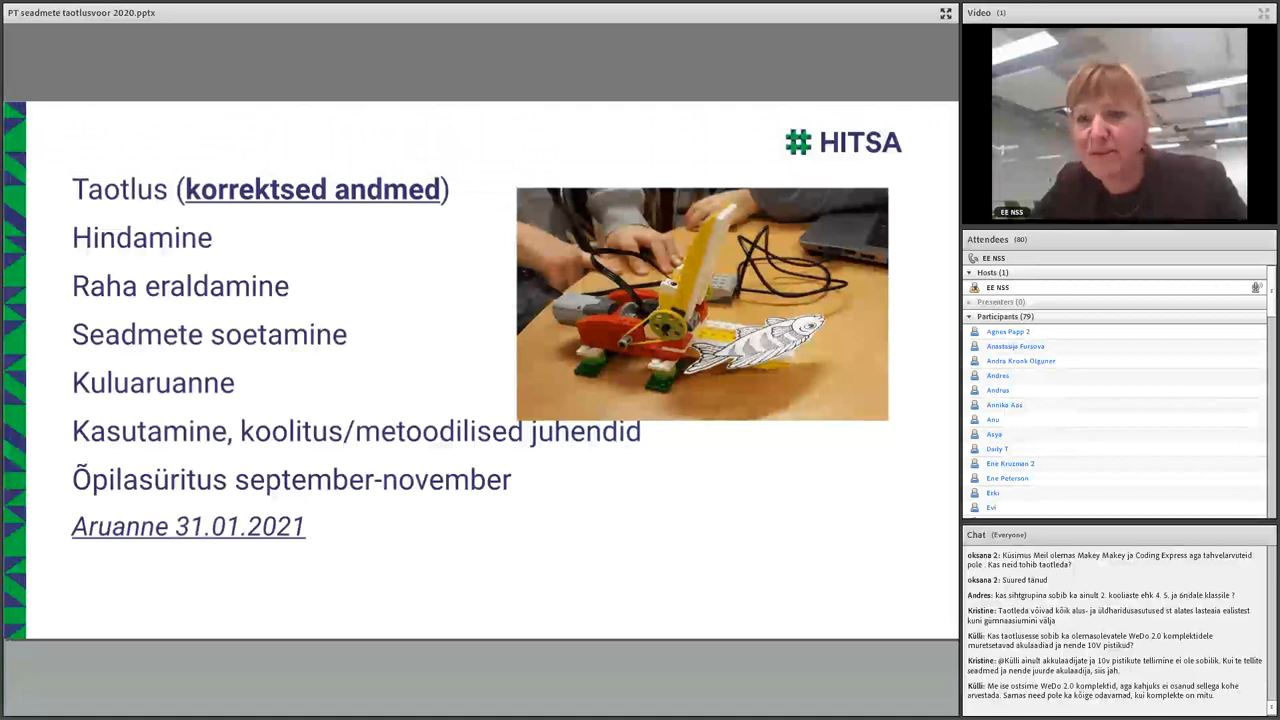 PT seadmete taotlusvoor 2020.pptx
HITSA
Taotlus (korrektsed andmed)
Hindamine
Raha eraldamine
Seadmete soetamine
Kuluaruanne
Kasutamine, koolitus/metoodilised juhendid
Õpilasüritus september-november
Aruanne 31.01.2021
Video (1)
EE NSS
Attendees (80)
EE NSS
Hosts (1)
EE NSS
Presenters (0)
Participants (79)
Agnes Papp 2
Anastasija Fursova
Andra Kronk Olguner
Andres
Andrus
Annika Aas
Anu
Asya
Daily T
Ene Kruzman 2
Ene Peterson
Erki
Evi
Chat (Everyone)
oksana 2: Küsimus Meil olemas Makey Makey ja Coding Express aga tahvelarvuteid
pole . Kas neid tohib taotleda?
oksana 2: Suured tänud
Andres: kas sihtgrupina sobib ka ainult 2. kooliaste ehk 4. 5. ja 6ndale klassile ?
Kristine: Taotleda võivad kõik alus- ja üldharidusasutused st alates lasteaia ealistest
kuni gümnaasiumini välja
Külli: Kas taotlusesse sobib ka olemasolevatele WeDo 2.0 komplektidele
muretsetavad akulaadiad ja nende 10V pistikud?
Kristine: @Külli ainult akkulaadijate ja 10v pistikute tellimine ei ole sobilik. Kui te tellite
seadmed ja nende juurde akulaadija, siis jah.
Külli: Me ise ostsime WeDo 2.0 komplektid, aga kahjuks ei osanud sellega kohe
arvestada. Samas need pole ka kõige odavamad, kui komplekte on mitu.